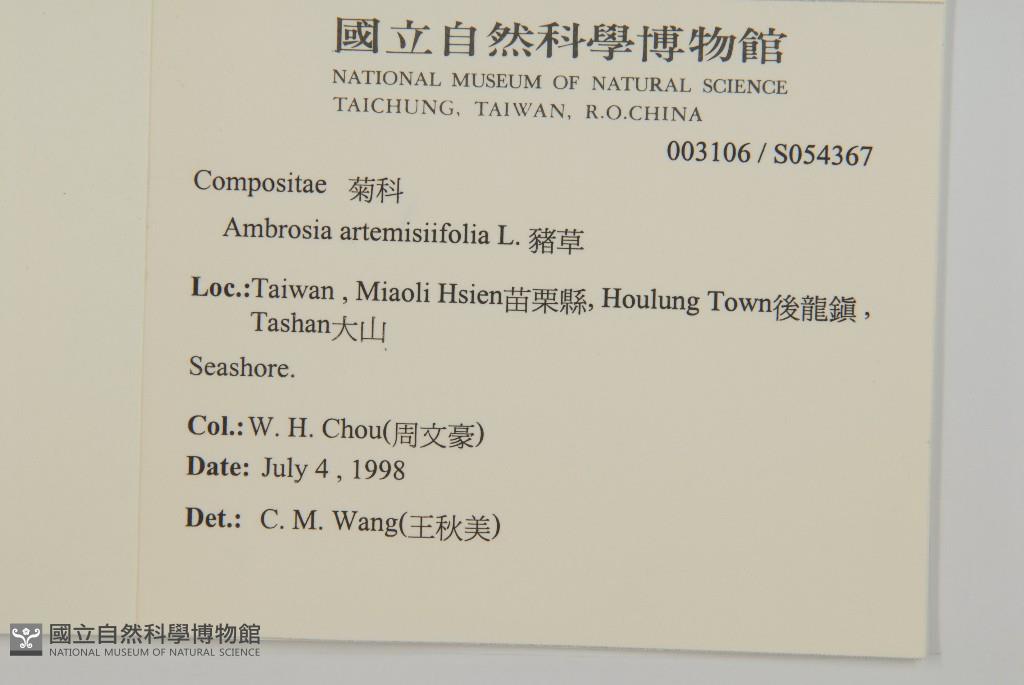 國立自然科學博物館
NATIONAL MUSEUM OF NATURAL SCIENCE
TAICHUNG, TAIWAN, R.O.CHINA
003106 / S054367
Compositae 菊科
Ambrosia artemisiifolia L. 豬草
Loc.:Taiwan , Miaoli Hsien苗栗縣, Houlung Town後龍鎮 ,
Tashan大山
Seashore.
Col.: W. H. Chou(周文豪)
Date: July 4 , 1998
Det.: C. M. Wang(王秋美)
國立自然科學博物館
NATIONAL MUSEUM OF NATURAL SCIENCE